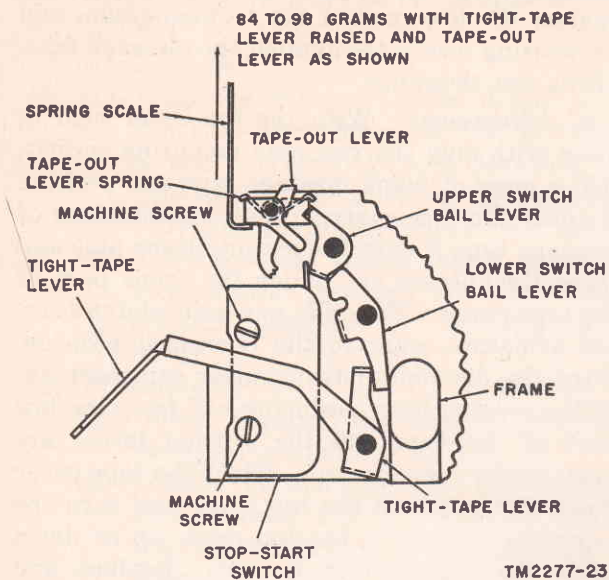 84 TO 98 GRAMS WITH TIGHT-TAPE
LEVER RAISED AND TAPE-OUT
LEVER AS SHOWN
SPRING SCALE
TAPE-OUT LEVER
TAPE-OUT
LEVER SPRING
MACHINE SCREW
UPPER SWITCH
BAIL LEVER
TIGHT-TAPE
LEVER
LOWER SWITCH
BAIL LEVER
FRAME
MACHINE
SCREW
TIGHT-TAPE LEVER
STOP-START
SWITCH
TM2277-23